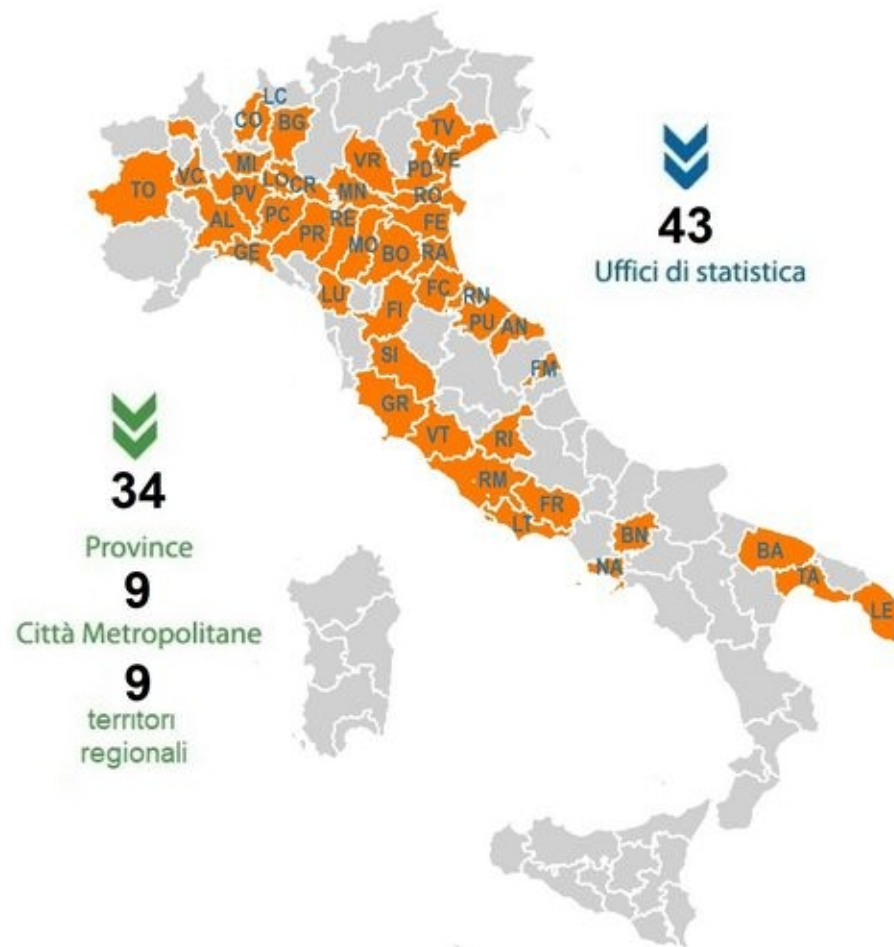 LC
CO
BG
TV
MI
VR
PD
VE
VC
LO
CR
TO
PV
MN
RO
AL
PC
RE
FE
PR
MO
BO
RA
GE
LU
FC
RN
FI
PU
AN
SI
FM
GR
VT
RI
RM
FR
LT
BN
NA
BA
TA
LE
43
Uffici di statistica
34
Province
9
Città Metropolitane
9
territori
regionali